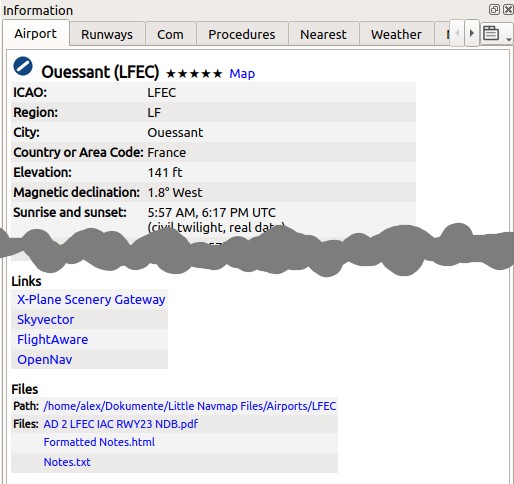 Information
Airport Runways Com Procedures Nearest Weather
Ouessant (LFEC) ★★★★★ Map
ICAO: LFEC
Region: LF
City: Ouessant
Country or Area Code: France
Elevation: 141 ft
Magnetic declination: 1.8° West
Sunrise and sunset: 5:57 AM, 6:17 PM UTC
(civil twilight, real date)
Links
X-Plane Scenery Gateway
Skyvector
FlightAware
OpenNav
Files
Path: /home/alex/Dokumente/Little Navmap Files/Airports/LFEC
Files: AD 2 LFEC IAC RWY23 NDB.pdf
Formatted Notes.html
Notes.txt